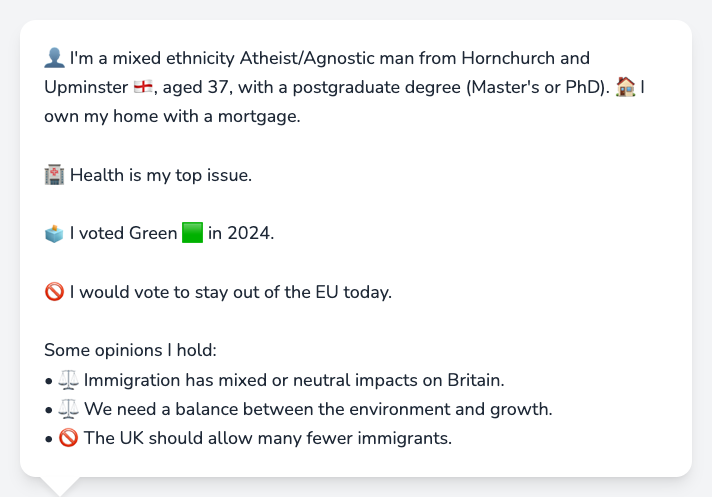 👤 I'm a mixed ethnicity Atheist/Agnostic man from Hornchurch and
Upminster 🏴󠁧󠁢󠁥󠁮󠁧󠁿, aged 37, with a postgraduate degree (Master's or PhD). 🏠 I
own my home with a mortgage.
🏥 Health is my top issue.
🗳️ I voted Green 🟩 in 2024.
🚫 I would vote to stay out of the EU today.
Some opinions I hold:
• ⚖️ Immigration has mixed or neutral impacts on Britain.
• ⚖️ We need a balance between the environment and growth.
• 🚫 The UK should allow many fewer immigrants.